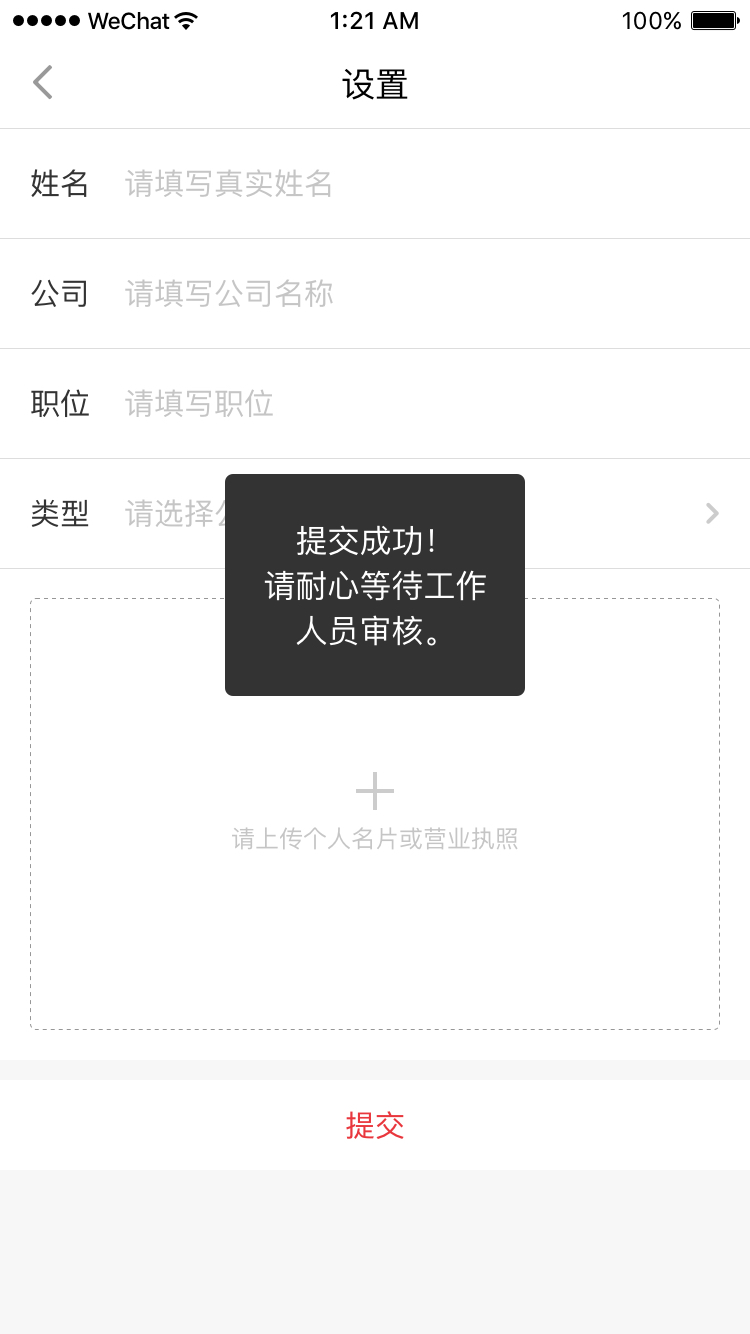 WeChat 1:21 AM 100%
设置
姓名 请填写真实姓名
公司 请填写公司名称
职位 请填写职位
类型 请选择
提交成功！
请耐心等待工作
人员审核。
请上传个人名片或营业执照
提交